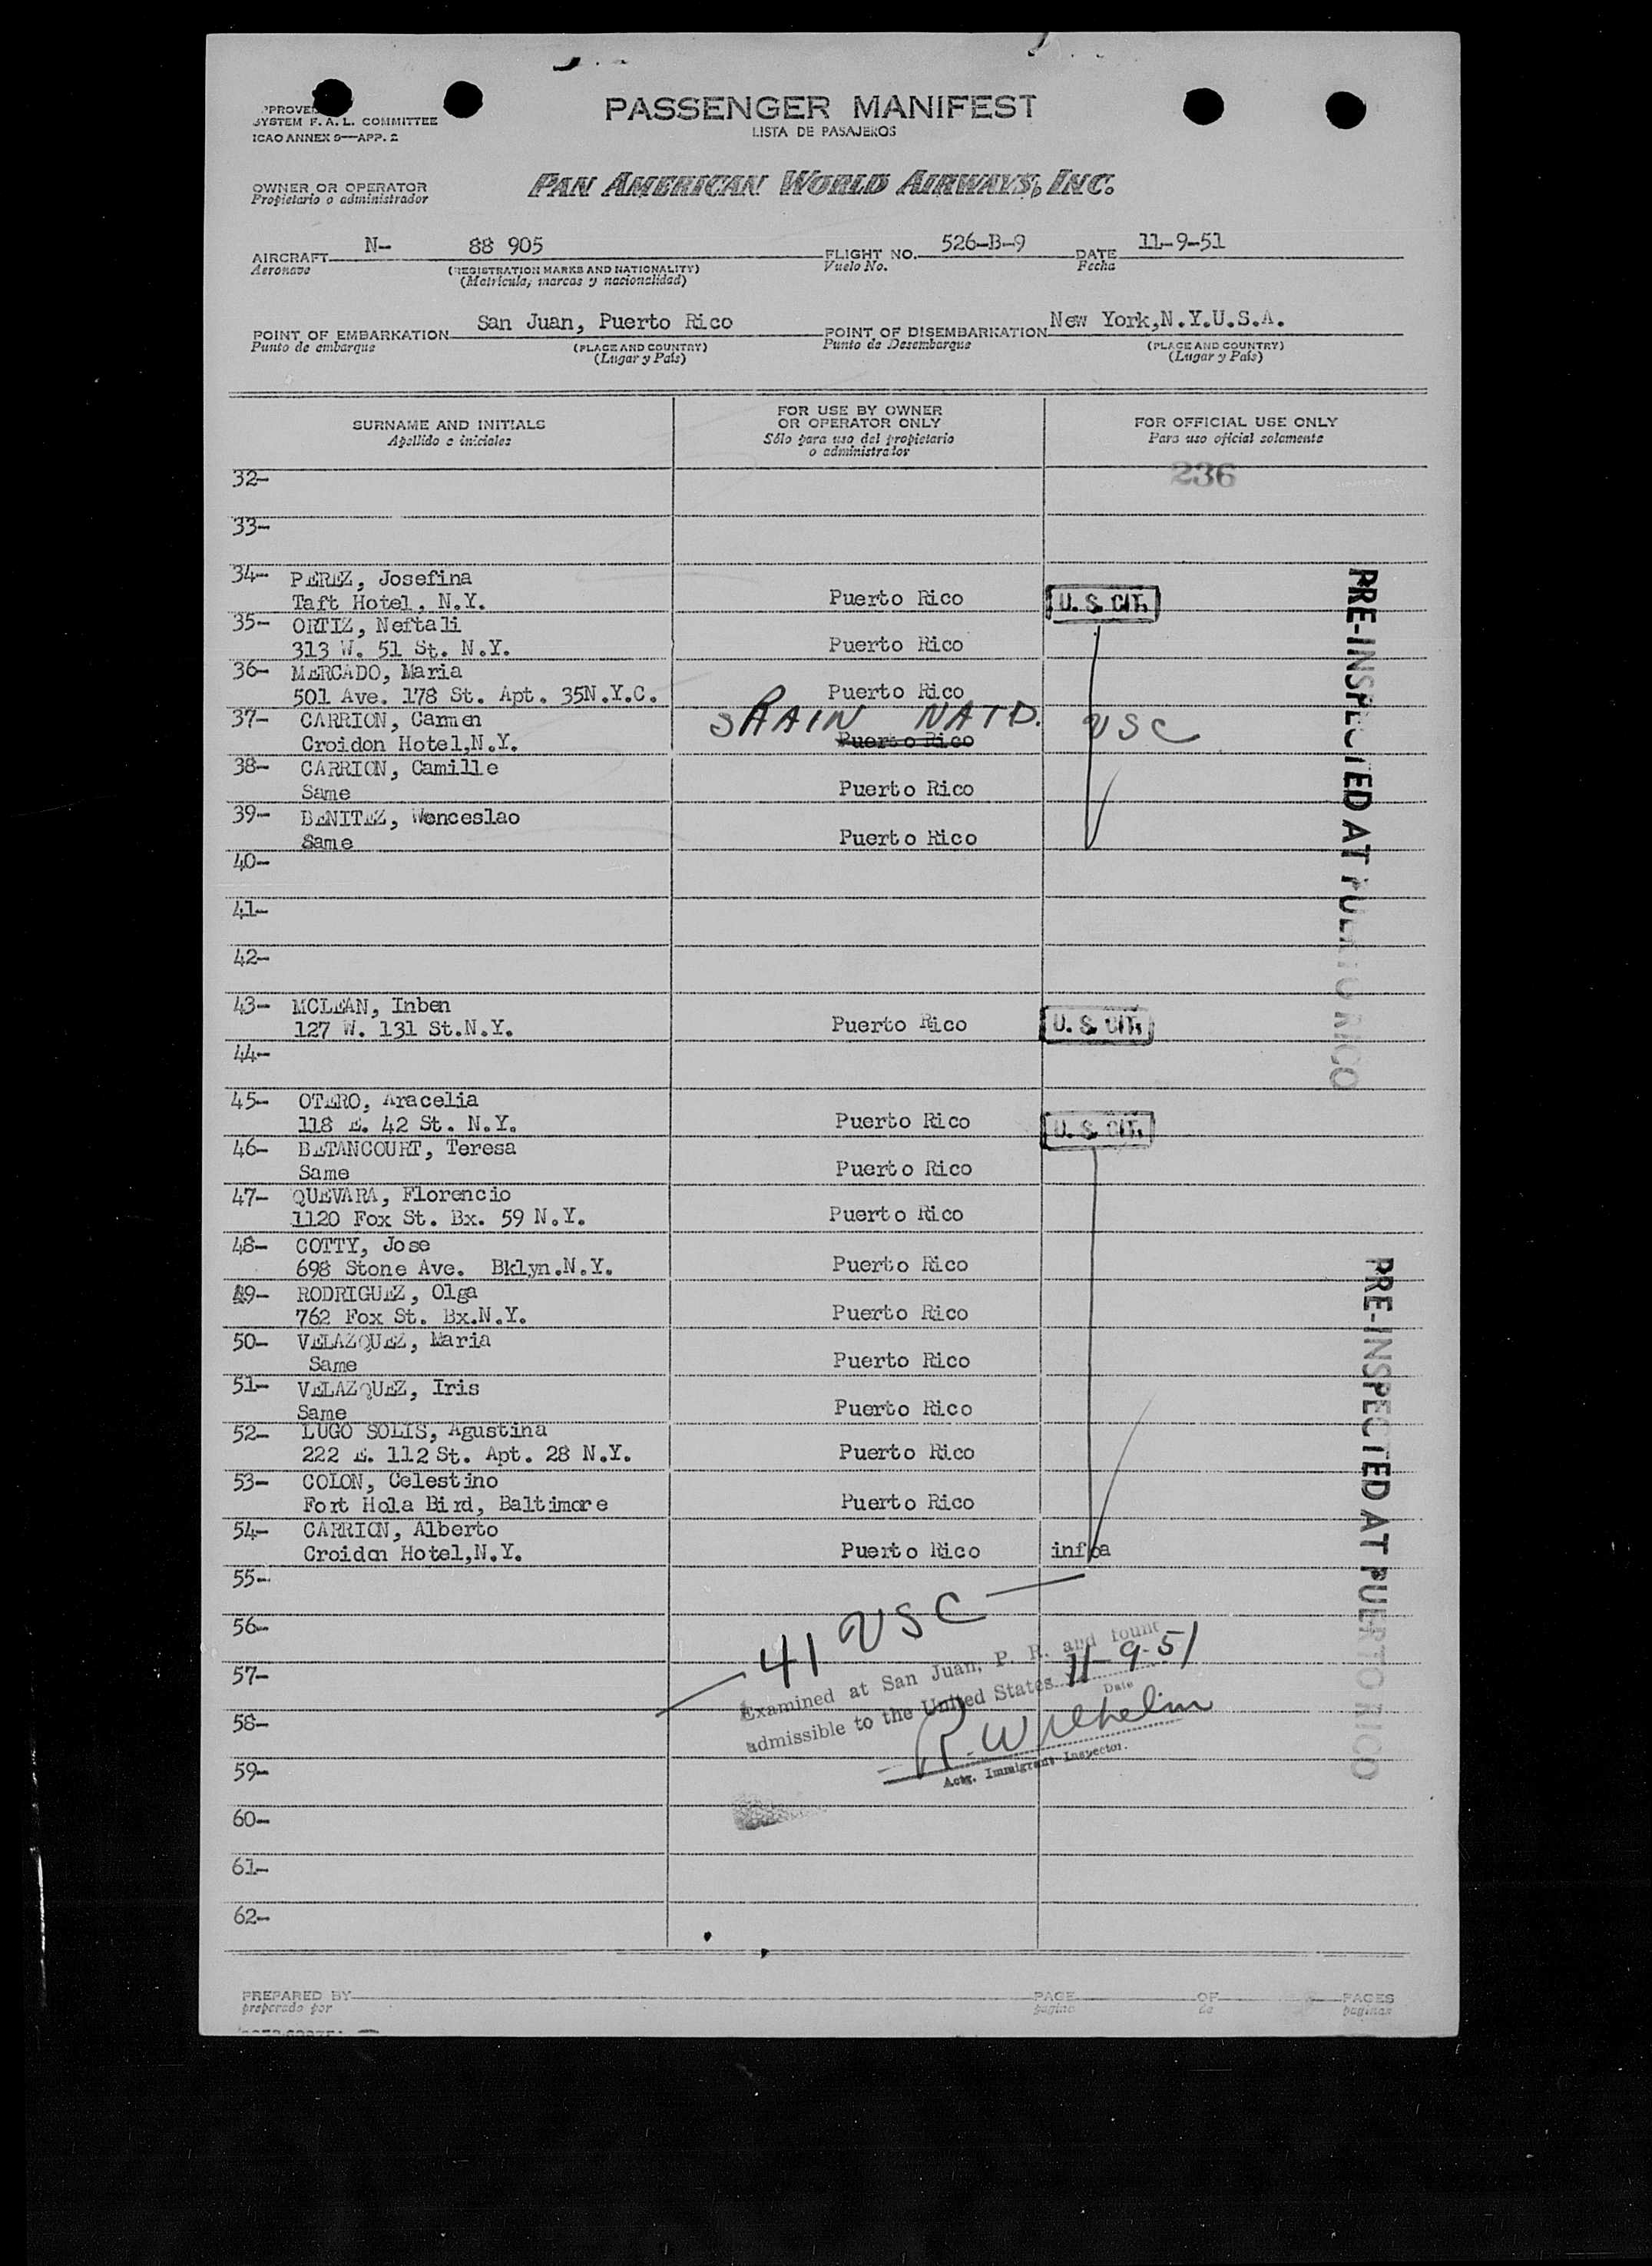 SYSTEM F. A. L. COMMITTEE
ICAO ANNEX 9—APP. 2
PASSENGER MANIFEST
LISTA DE PASAJEROS
OWNER OR OPERATOR
Propietario o administrador
PAN AMERICAN WORLD AIRWAYS, INC.
AIRCRAFT N- 88 905 FLIGHT NO. 526-B-9 DATE 11-9-51
Aeronave (REGISTRATION MARKS AND NATIONALITY) Vuelo No. Fecha
(Matricula, marcas y nacionalidad)
POINT OF EMBARKATION San Juan, Puerto Rico POINT OF DISEMBARKATION New York,N.Y.U.S.A.
Punto de embarque (PLACE AND COUNTRY) Punto de Desembarque (PLACE AND COUNTRY)
(Lugar y País) (Lugar y País)
SURNAME AND INITIALS FOR USE BY OWNER OR OPERATOR ONLY FOR OFFICIAL USE ONLY
Apellido e iniciales Sólo para uso del propietario o administrador Para uso oficial solamente
32- 236
33-
34- PEREZ, Josefina
Taft Hotel, N.Y. Puerto Rico U. S. CIT.
35- ORTIZ, Neftali
313 W. 51 St. N.Y. Puerto Rico
36- MERCADO, Maria
501 Ave. 178 St. Apt. 35N.Y.C. Puerto Rico
37- CARRION, Carmen SPAIN NATD. USC
Croidon Hotel,N.Y. Puerto Rico
38- CARRION, Camille
Same Puerto Rico
39- BENITEZ, Wenceslao
Same Puerto Rico
40-
41-
42-
43- MCLEAN, Inben
127 W. 131 St.N.Y. Puerto Rico U. S. CIT.
44-
45- OTERO, Aracelia
118 E. 42 St. N.Y. Puerto Rico U. S. CIT.
46- BETANCOURT, Teresa
Same Puerto Rico
47- QUEVARA, Florencio
1120 Fox St. Bx. 59 N.Y. Puerto Rico
48- COTTY, Jose
698 Stone Ave. Bklyn.N.Y. Puerto Rico
49- RODRIGUEZ, Olga
762 Fox St. Bx.N.Y. Puerto Rico
50- VELAZQUEZ, Maria
Same Puerto Rico
51- VELAZQUEZ, Iris
Same Puerto Rico
52- LUGO SOLIS, Agustina
222 E. 112 St. Apt. 28 N.Y. Puerto Rico
53- COLON, Celestino
Fort Hola Bird, Baltimore Puerto Rico
54- CARRION, Alberto
Croidon Hotel,N.Y. Puerto Rico
55-
56- 41 USC
57- Examined at San Juan, P. R. and found
admissible to the United States 11-9-51
Date
58- R. Wilhelm
59- Actg. Immigrant Inspector.
60-
61-
62-
PRE-INSPECTED AT PUERTO RICO
PRE-INSPECTED AT PUERTO RICO
PREPARED BY PAGE OF PAGES
preparado por pagina de paginas